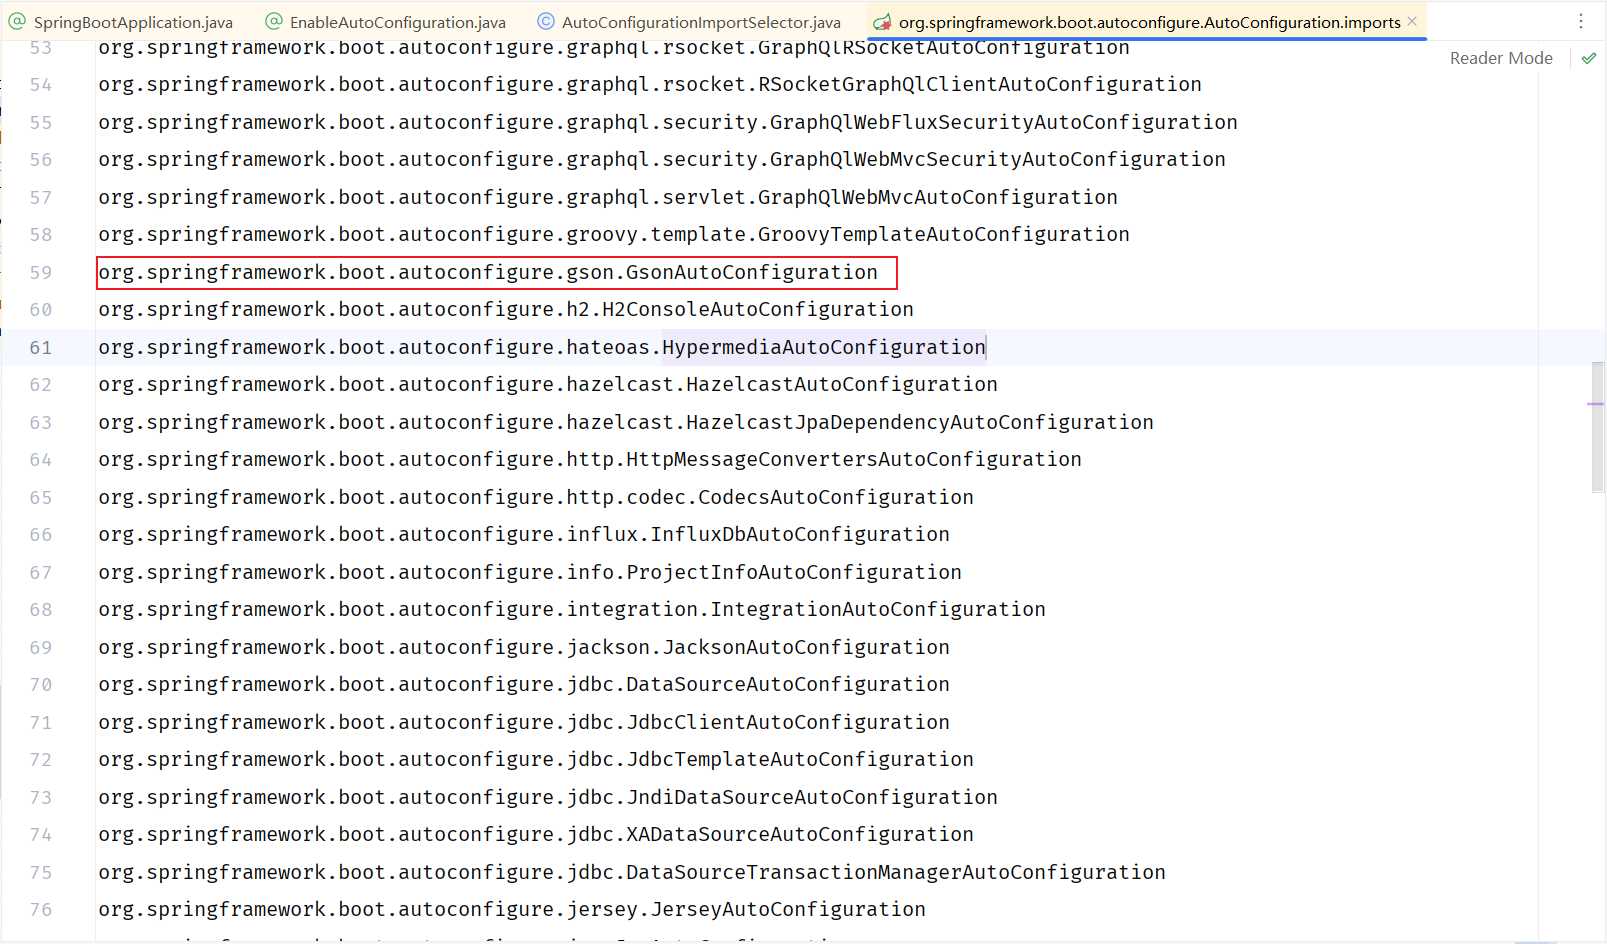 SpringBootApplication.java EnableAutoConfiguration.java AutoConfigurationImportSelector.java org.springframework.boot.autoconfigure.AutoConfiguration.imports
Reader Mode
53 org.springframework.boot.autoconfigure.graphql.rsocket.GraphQlRSocketAutoConfiguration
54 org.springframework.boot.autoconfigure.graphql.rsocket.RSocketGraphQlClientAutoConfiguration
55 org.springframework.boot.autoconfigure.graphql.security.GraphQlWebFluxSecurityAutoConfiguration
56 org.springframework.boot.autoconfigure.graphql.security.GraphQlWebMvcSecurityAutoConfiguration
57 org.springframework.boot.autoconfigure.graphql.servlet.GraphQlWebMvcAutoConfiguration
58 org.springframework.boot.autoconfigure.groovy.template.GroovyTemplateAutoConfiguration
59 org.springframework.boot.autoconfigure.gson.GsonAutoConfiguration
60 org.springframework.boot.autoconfigure.h2.H2ConsoleAutoConfiguration
61 org.springframework.boot.autoconfigure.hateoas.HypermediaAutoConfiguration
62 org.springframework.boot.autoconfigure.hazelcast.HazelcastAutoConfiguration
63 org.springframework.boot.autoconfigure.hazelcast.HazelcastJpaDependencyAutoConfiguration
64 org.springframework.boot.autoconfigure.http.HttpMessageConvertersAutoConfiguration
65 org.springframework.boot.autoconfigure.http.codec.CodecsAutoConfiguration
66 org.springframework.boot.autoconfigure.influx.InfluxDbAutoConfiguration
67 org.springframework.boot.autoconfigure.info.ProjectInfoAutoConfiguration
68 org.springframework.boot.autoconfigure.integration.IntegrationAutoConfiguration
69 org.springframework.boot.autoconfigure.jackson.JacksonAutoConfiguration
70 org.springframework.boot.autoconfigure.jdbc.DataSourceAutoConfiguration
71 org.springframework.boot.autoconfigure.jdbc.JdbcClientAutoConfiguration
72 org.springframework.boot.autoconfigure.jdbc.JdbcTemplateAutoConfiguration
73 org.springframework.boot.autoconfigure.jdbc.JndiDataSourceAutoConfiguration
74 org.springframework.boot.autoconfigure.jdbc.XADataSourceAutoConfiguration
75 org.springframework.boot.autoconfigure.jdbc.DataSourceTransactionManagerAutoConfiguration
76 org.springframework.boot.autoconfigure.jersey.JerseyAutoConfiguration